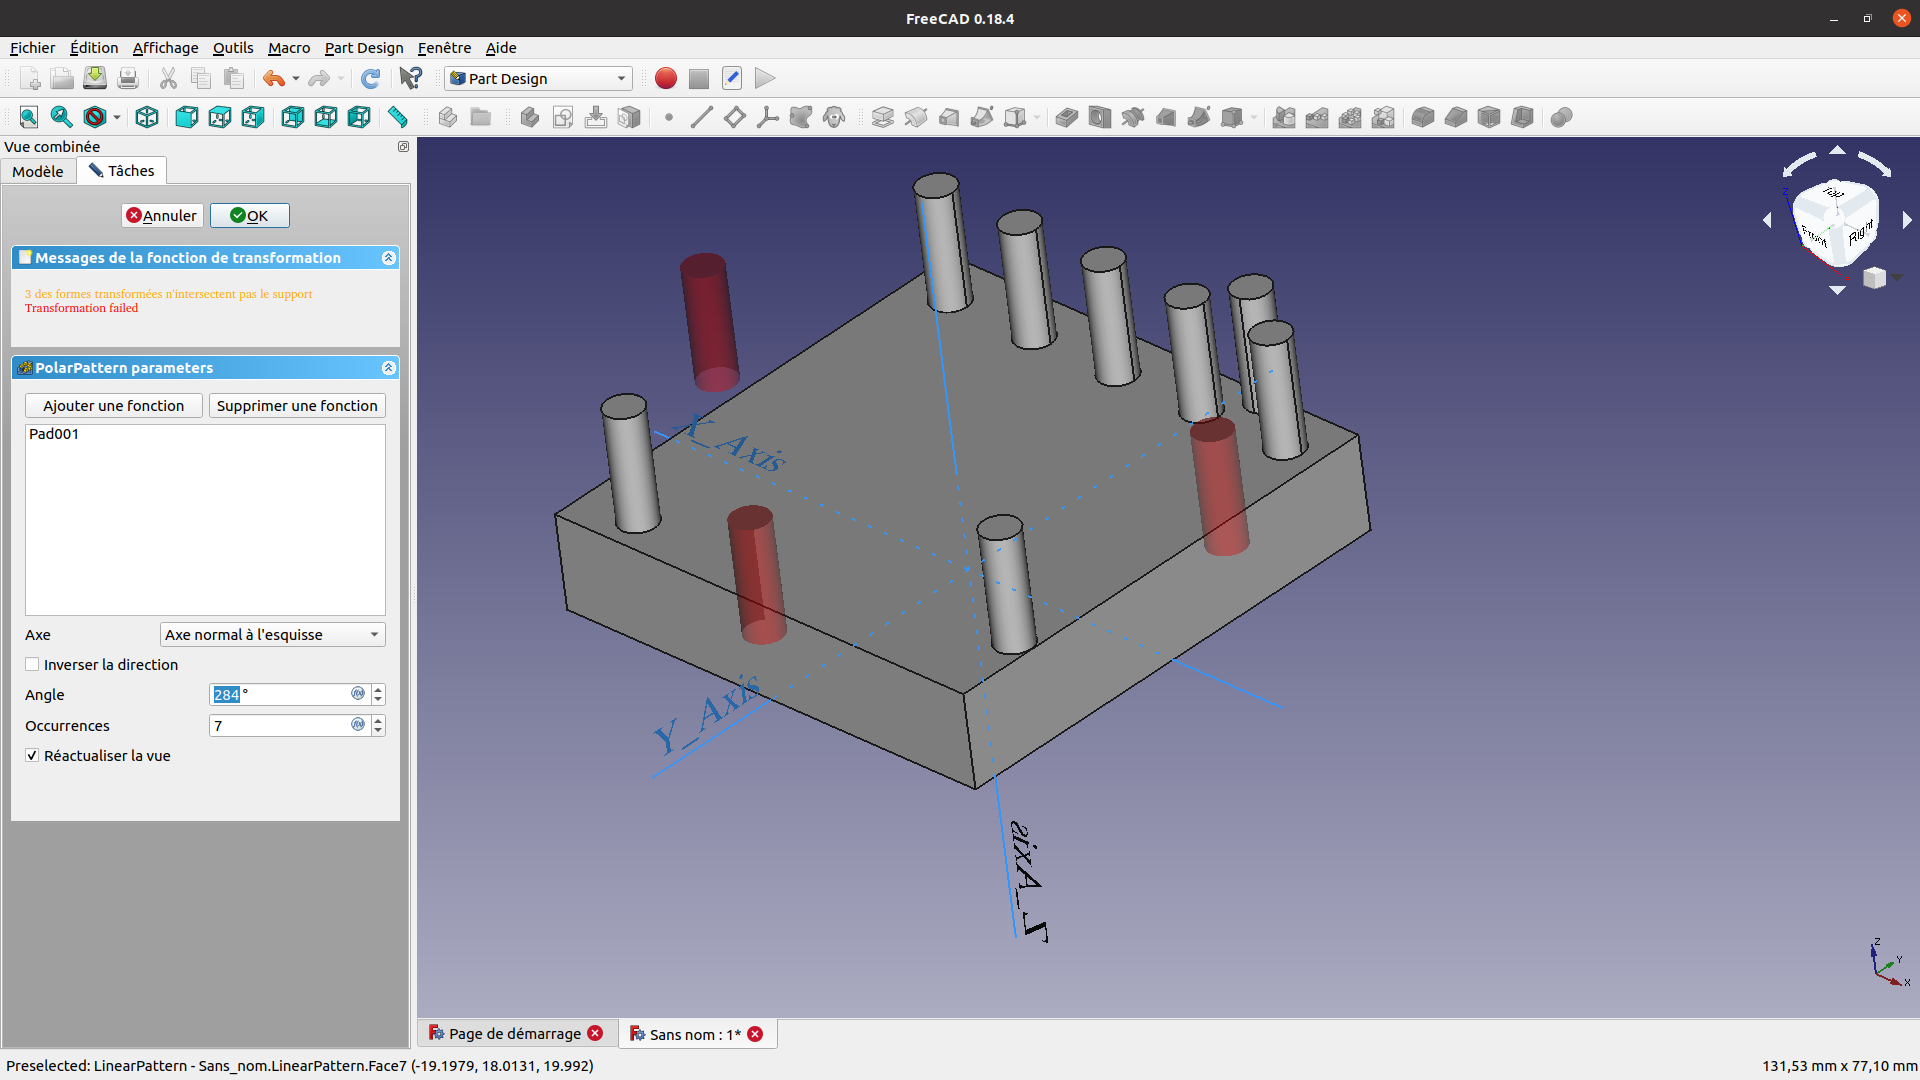 FreeCAD 0.18.4
Fichier Édition Affichage Outils Macro Part Design Fenêtre Aide
Part Design
Vue combinée
Modèle Tâches
Annuler OK
Messages de la fonction de transformation
3 des formes transformées n'intersectent pas le support
Transformation failed
PolarPattern parameters
Ajouter une fonction Supprimer une fonction
Pad001
Axe Axe normal à l'esquisse
Inverser la direction
Angle 284 °
Occurrences 7
Réactualiser la vue
X_Axis
Y_Axis
Z_Axis
Top
Front
Right
Z
Z
Y
X
Page de démarrage Sans nom : 1*
Preselected: LinearPattern - Sans_nom.LinearPattern.Face7 (-19.1979, 18.0131, 19.992) 131,53 mm x 77,10 mm